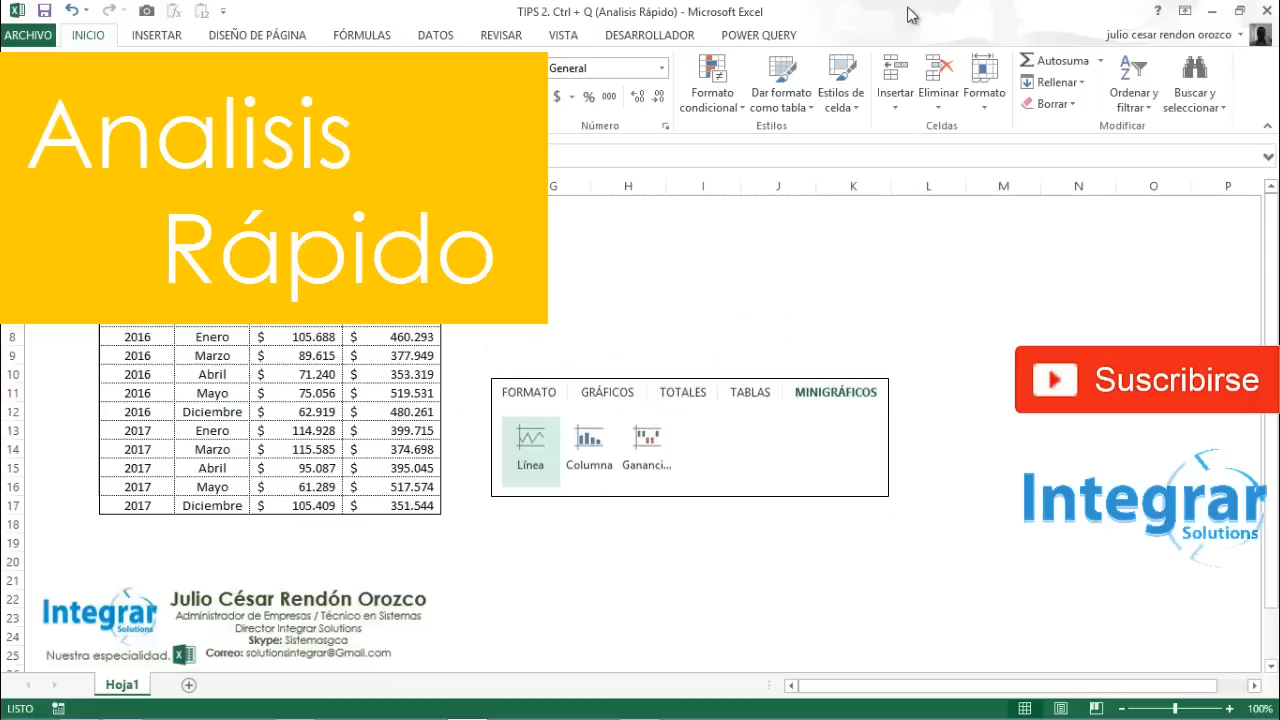 TIPS 2. Ctrl + Q (Analisis Rápido) - Microsoft Excel
?
ARCHIVO INICIO INSERTAR DISEÑO DE PÁGINA FÓRMULAS DATOS REVISAR VISTA DESARROLLADOR POWER QUERY julio cesar rendon orozco
General
$ % 000
Número
Formato condicional
Dar formato como tabla
Estilos de celda
Estilos
Insertar Eliminar Formato
Celdas
Autosuma
Rellenar
Borrar
Ordenar y filtrar
Buscar y seleccionar
Modificar
Analisis
Rápido
G H I J K L M N O P
8 2016 Enero $ 105.688 $ 460.293
9 2016 Marzo $ 89.615 $ 377.949
10 2016 Abril $ 71.240 $ 353.319
11 2016 Mayo $ 75.056 $ 519.531
12 2016 Diciembre $ 62.919 $ 480.261
13 2017 Enero $ 114.928 $ 399.715
14 2017 Marzo $ 115.585 $ 374.698
15 2017 Abril $ 95.087 $ 395.045
16 2017 Mayo $ 61.289 $ 517.574
17 2017 Diciembre $ 105.409 $ 351.544
18
19
20
21
22
23
24
25
FORMATO GRÁFICOS TOTALES TABLAS MINIGRÁFICOS
Línea Columna Gananci...
Suscribirse
Integrar
Solutions
Integrar
Solutions
Nuestra especialidad.
Julio César Rendón Orozco
Administrador de Empresas / Técnico en Sistemas
Director Integrar Solutions
Skype: Sistemasgca
Correo: solutionsintegrar@Gmail.com
Hoja1
LISTO
100%